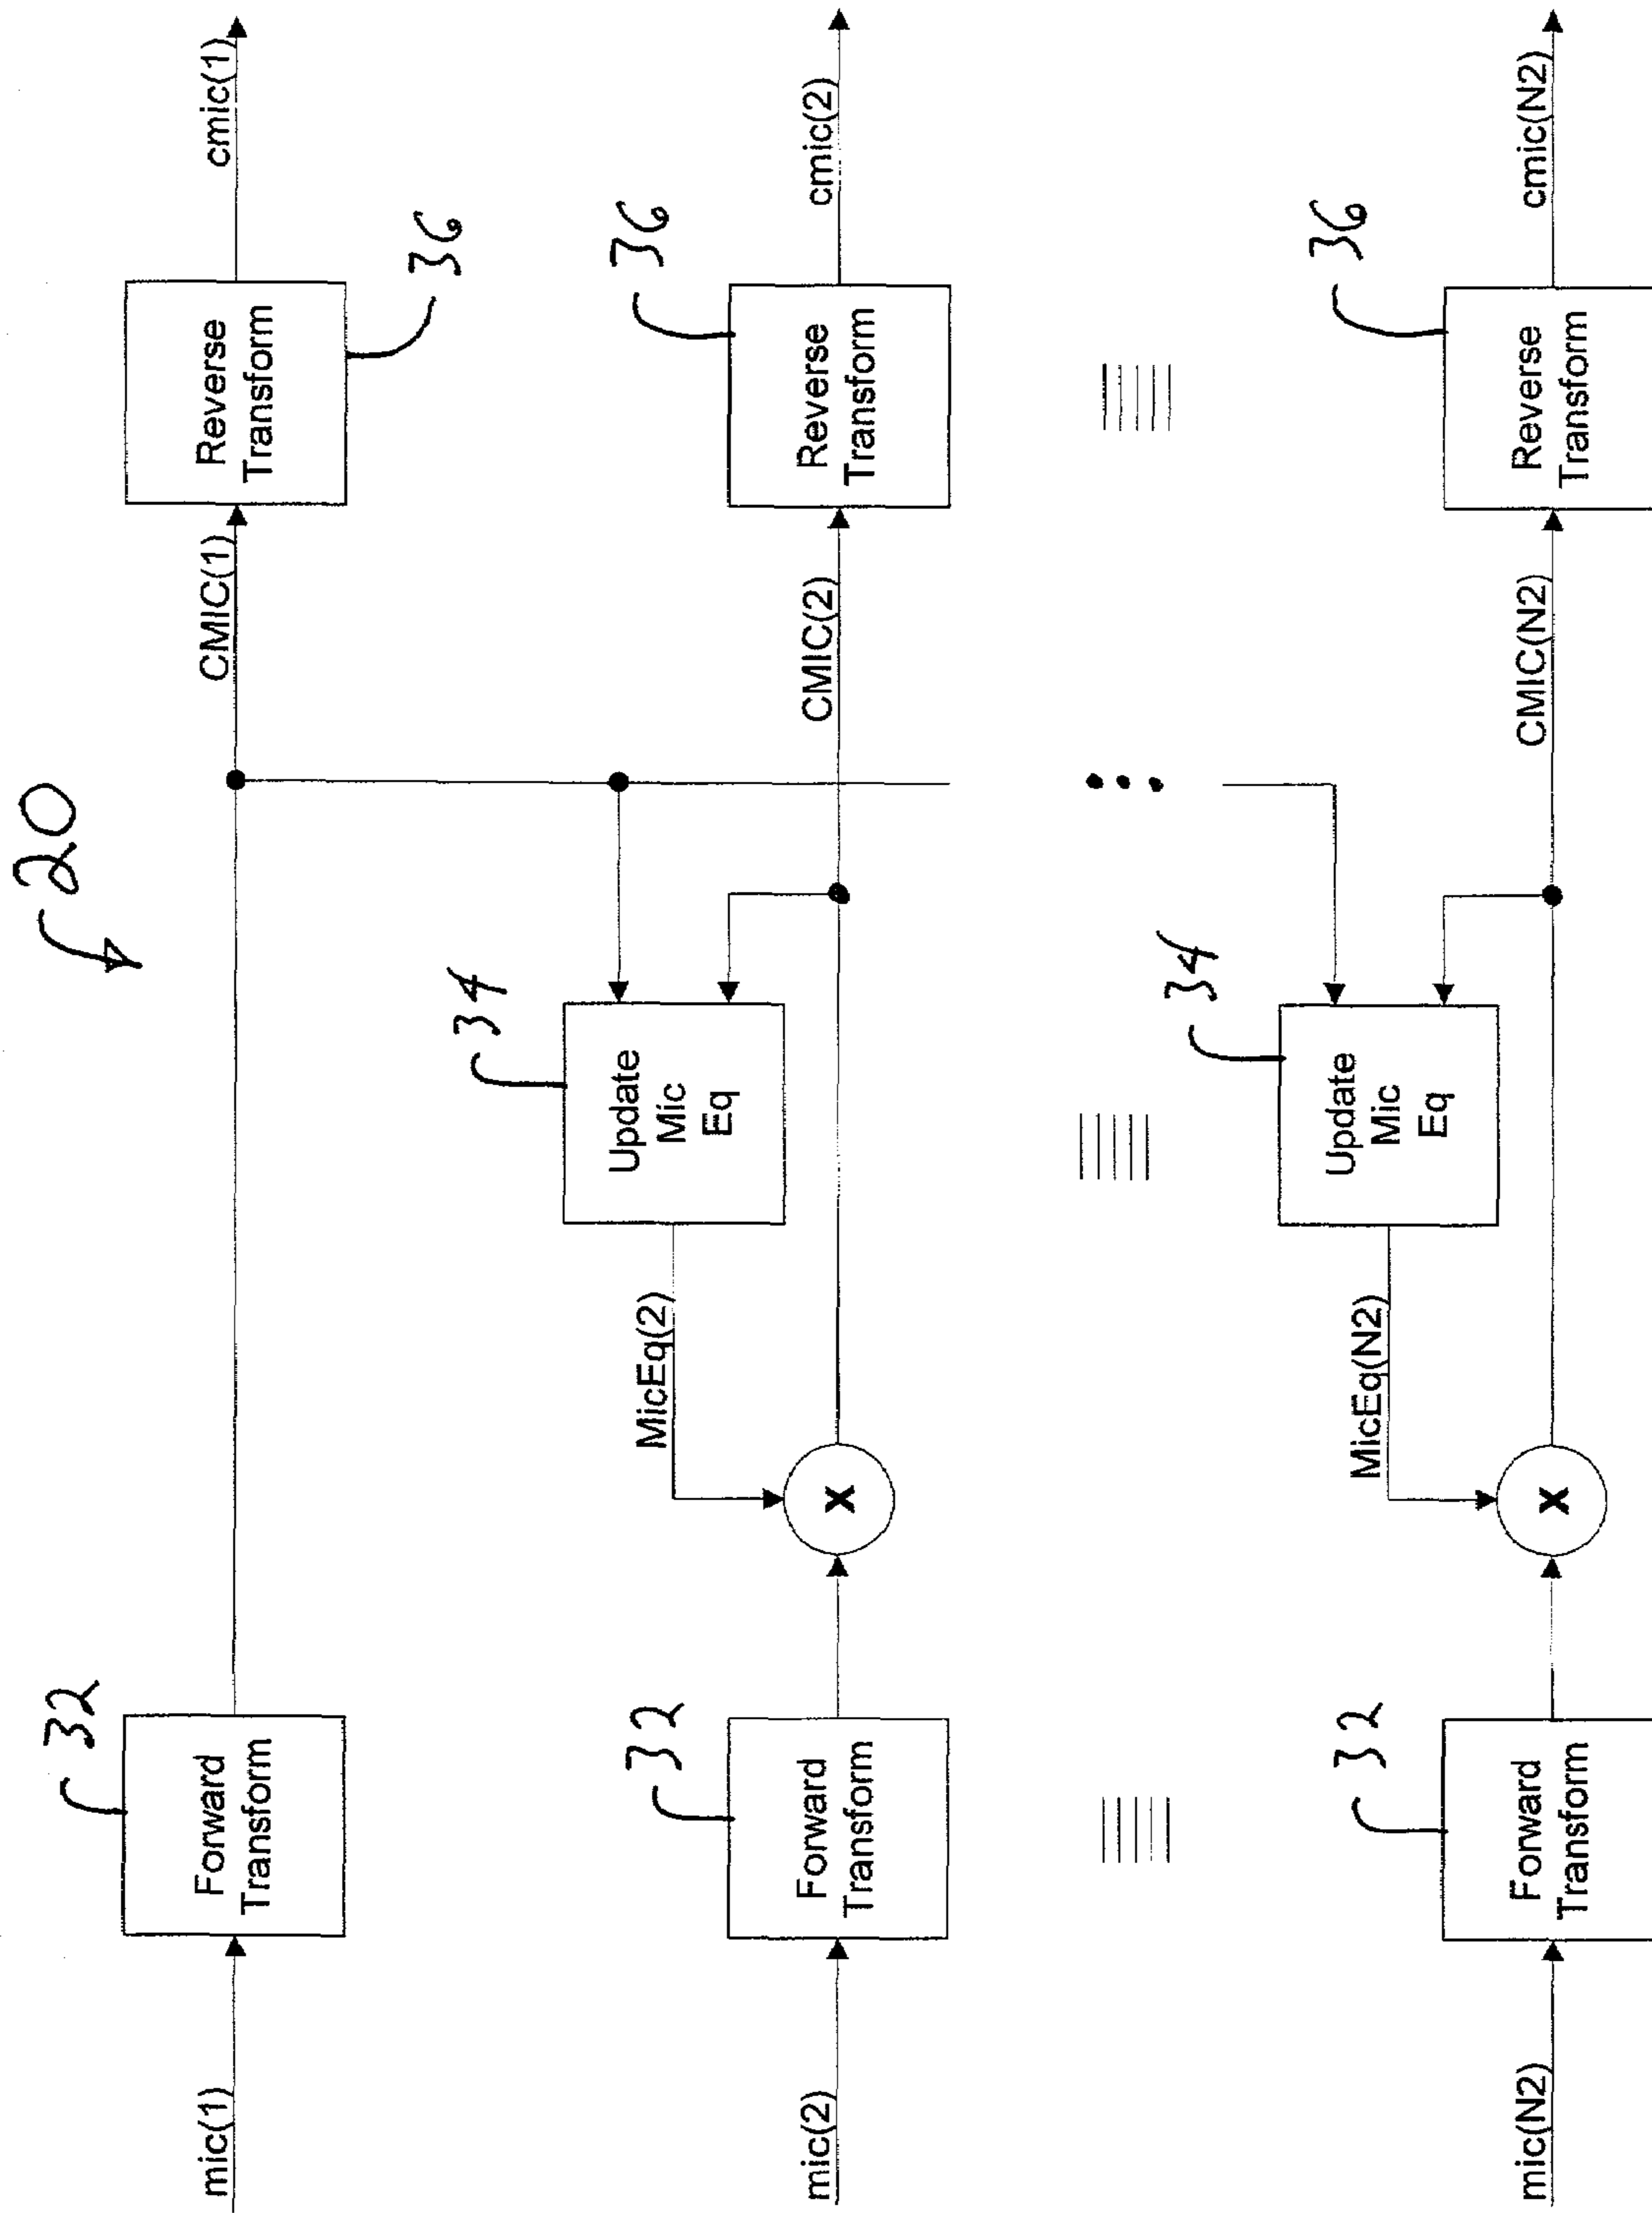 20
mic(1)
32
Forward
Transform
CMIC(1)
Reverse
Transform
36
cmic(1)
mic(2)
32
Forward
Transform
X
MicEq(2)
34
Update
Mic
Eq
CMIC(2)
Reverse
Transform
36
cmic(2)
mic(N2)
32
Forward
Transform
X
MicEq(N2)
34
Update
Mic
Eq
CMIC(N2)
Reverse
Transform
36
cmic(N2)